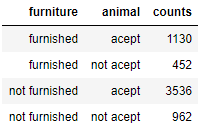 furniture animal counts
furnished acept 1130
furnished not acept 452
not furnished acept 3536
not furnished not acept 962